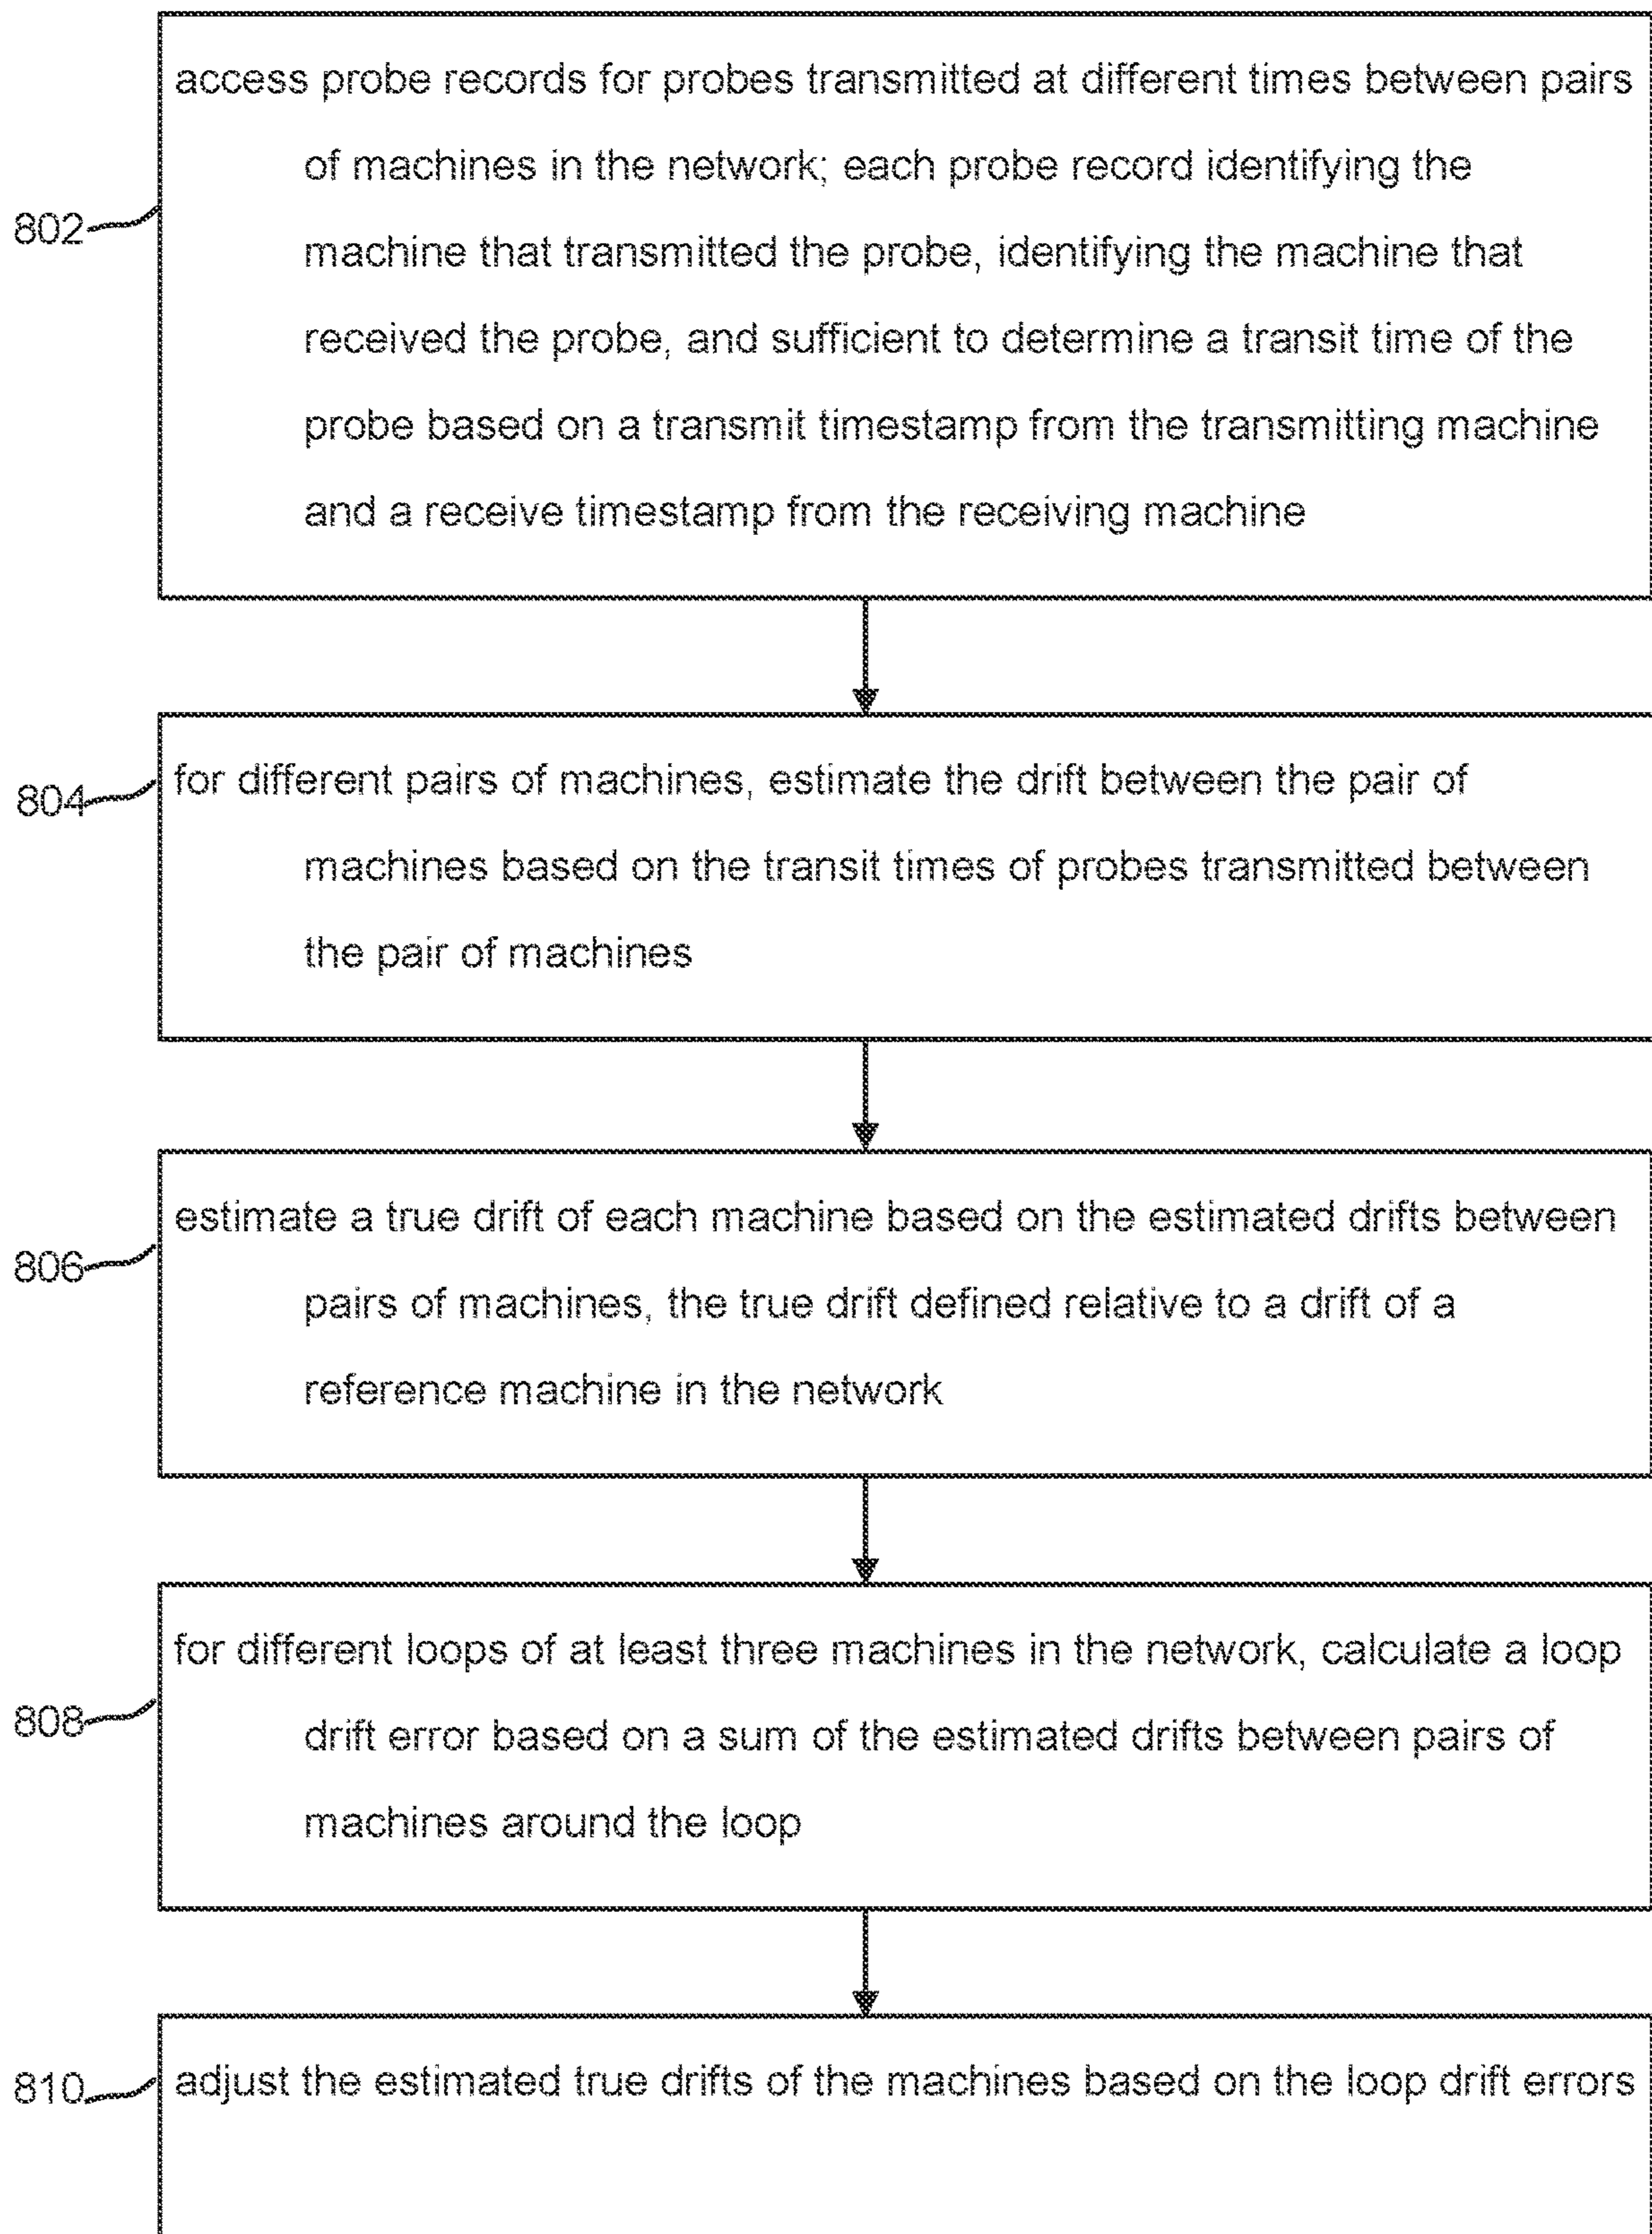 access probe records for probes transmitted at different times between pairs
of machines in the network; each probe record identifying the
802
machine that transmitted the probe, identifying the machine that
received the probe, and sufficient to determine a transit time of the
probe based on a transmit timestamp from the transmitting machine
and a receive timestamp from the receiving machine
804
for different pairs of machines, estimate the drift between the pair of
machines based on the transit times of probes transmitted between
the pair of machines
806
estimate a true drift of each machine based on the estimated drifts between
pairs of machines, the true drift defined relative to a drift of a
reference machine in the network
808
for different loops of at least three machines in the network, calculate a loop
drift error based on a sum of the estimated drifts between pairs of
machines around the loop
810
adjust the estimated true drifts of the machines based on the loop drift errors